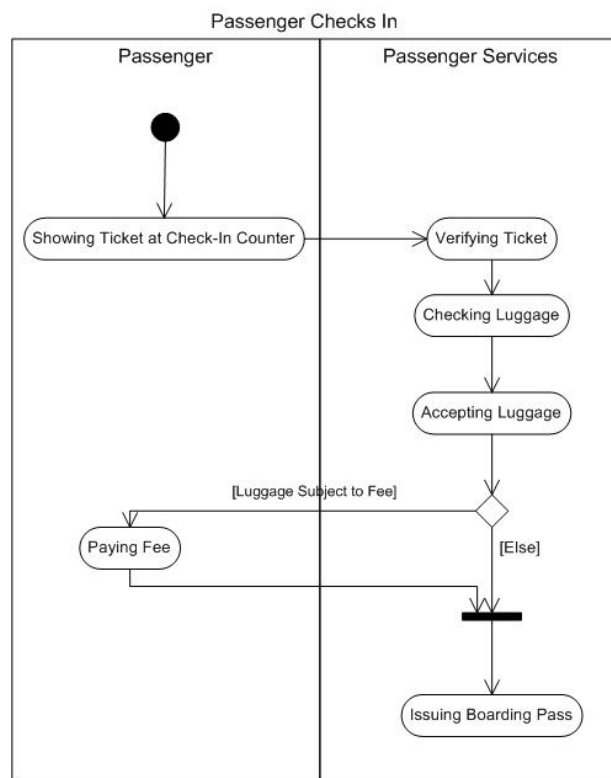 Passenger Checks In
Passenger
Passenger Services
Showing Ticket at Check-In Counter
Verifying Ticket
Checking Luggage
Accepting Luggage
[Luggage Subject to Fee]
Paying Fee
[Else]
Issuing Boarding Pass